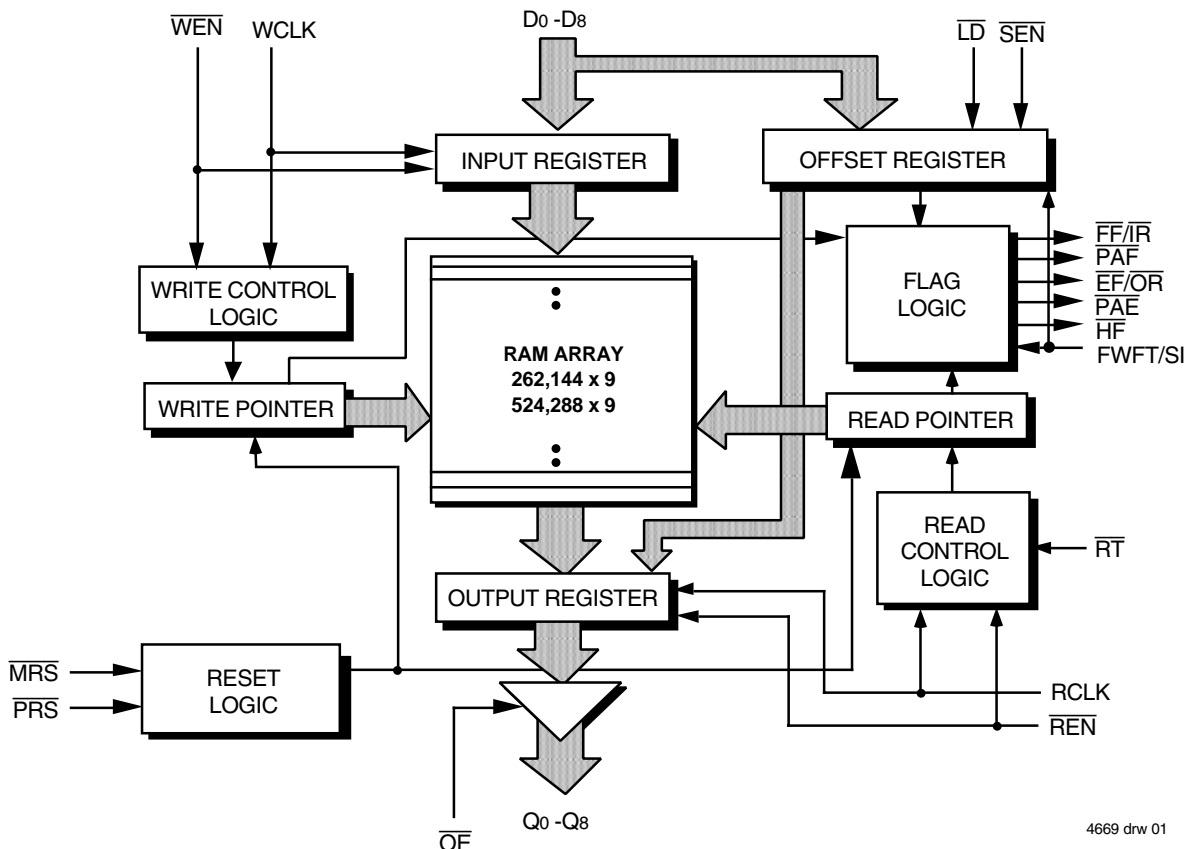 WEN WCLK
D0 -D8
LD SEN
INPUT REGISTER
OFFSET REGISTER
WRITE CONTROL
LOGIC
FLAG
LOGIC
FF/IR
PAF
EF/OR
PAE
HF
FWFT/SI
RAM ARRAY
262,144 x 9
524,288 x 9
WRITE POINTER
READ POINTER
READ
CONTROL
LOGIC
RT
OUTPUT REGISTER
MRS
PRS
RESET
LOGIC
RCLK
REN
OE
Q0 -Q8
4669 drw 01